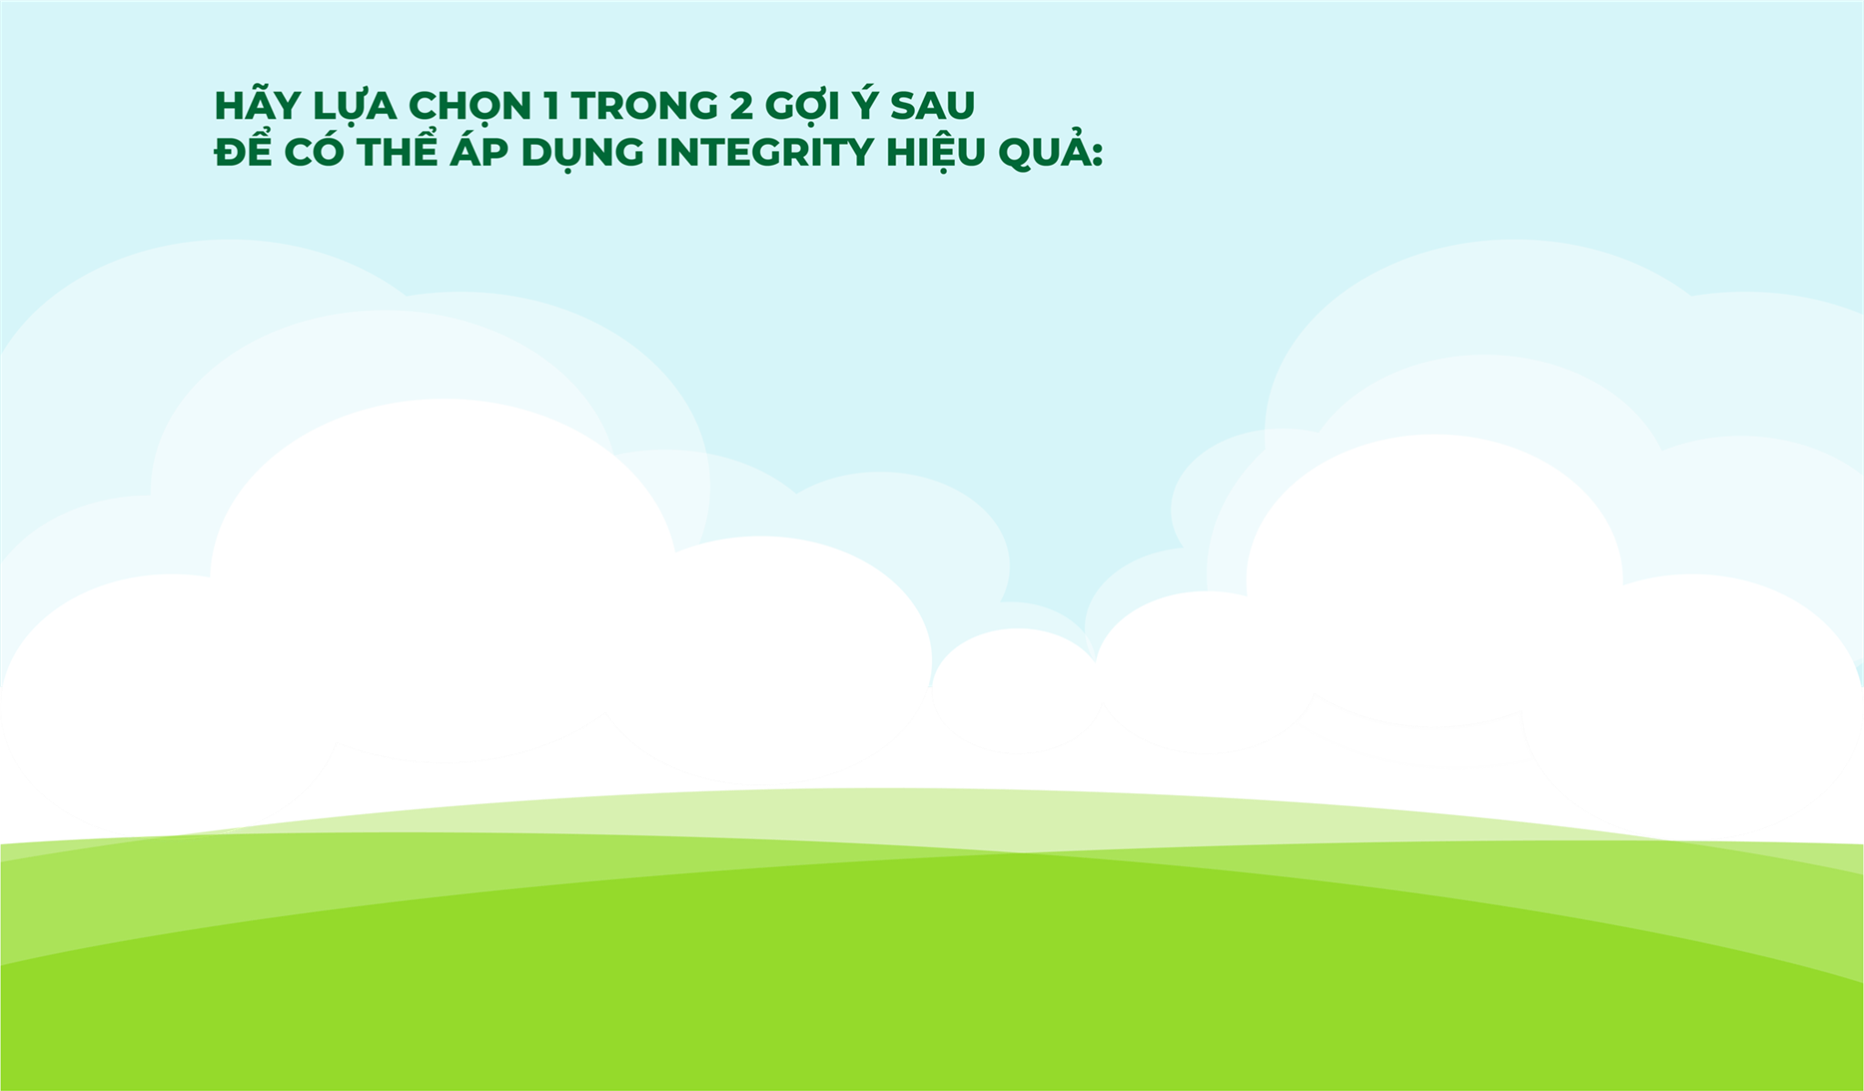 HÃY LỰA CHỌN 1 TRONG 2 GỢI Ý SAU
ĐỂ CÓ THỂ ÁP DỤNG INTEGRITY HIỆU QUẢ: